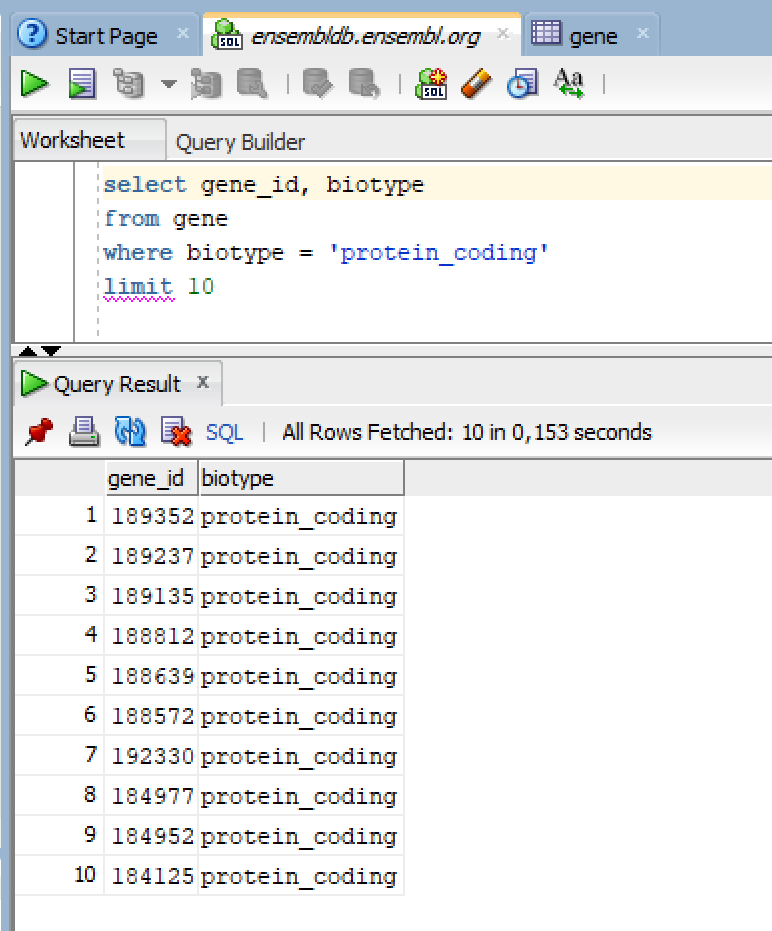 Start Page ensembldb.ensembl.org gene
SQL SQL Aa
Worksheet Query Builder
select gene_id, biotype
from gene
where biotype = 'protein_coding'
limit 10
Query Result
SQL All Rows Fetched: 10 in 0,153 seconds
gene_id biotype
1 189352 protein_coding
2 189237 protein_coding
3 189135 protein_coding
4 188812 protein_coding
5 188639 protein_coding
6 188572 protein_coding
7 192330 protein_coding
8 184977 protein_coding
9 184952 protein_coding
10 184125 protein_coding